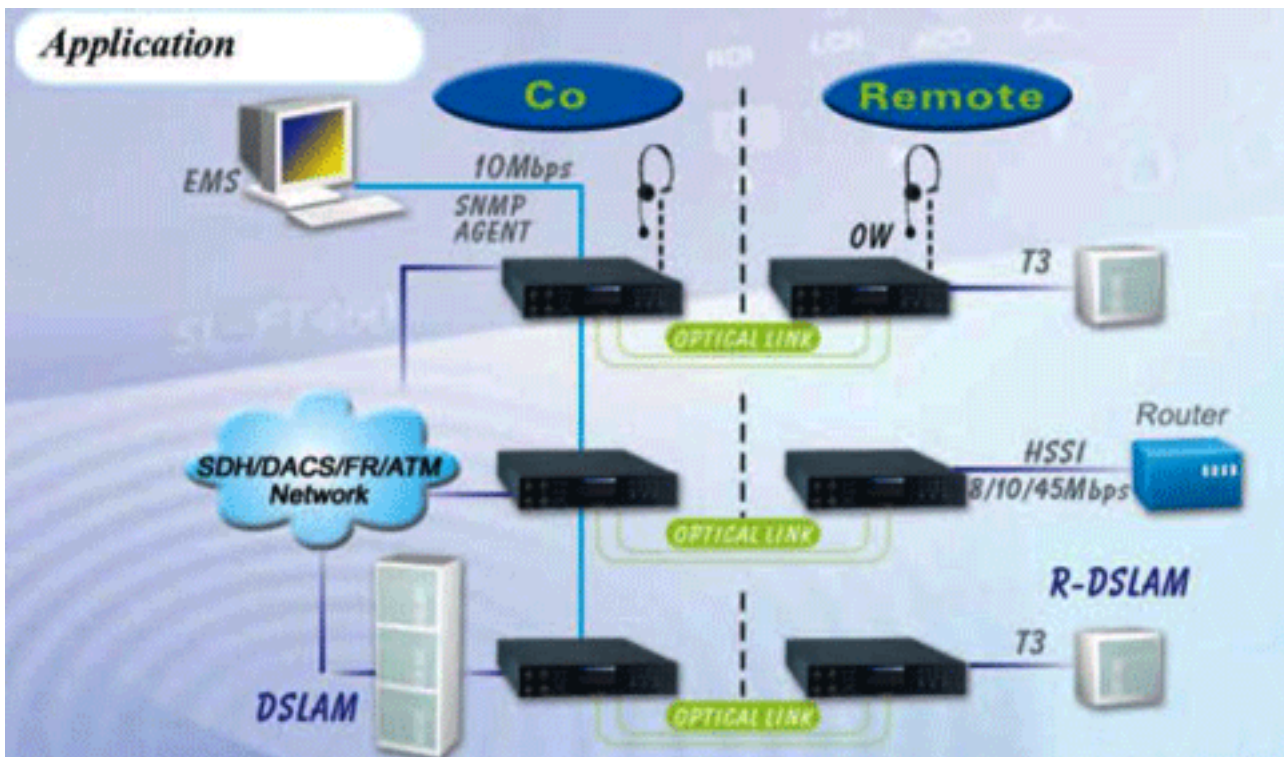 Application
Co
Remote
EMS
10Mbps
SNMP
AGENT
OW
T3
OPTICAL LINK
SDH/DACS/FR/ATM
Network
Router
HSSI
8/10/45Mbps
OPTICAL LINK
R-DSLAM
DSLAM
T3
OPTICAL LINK